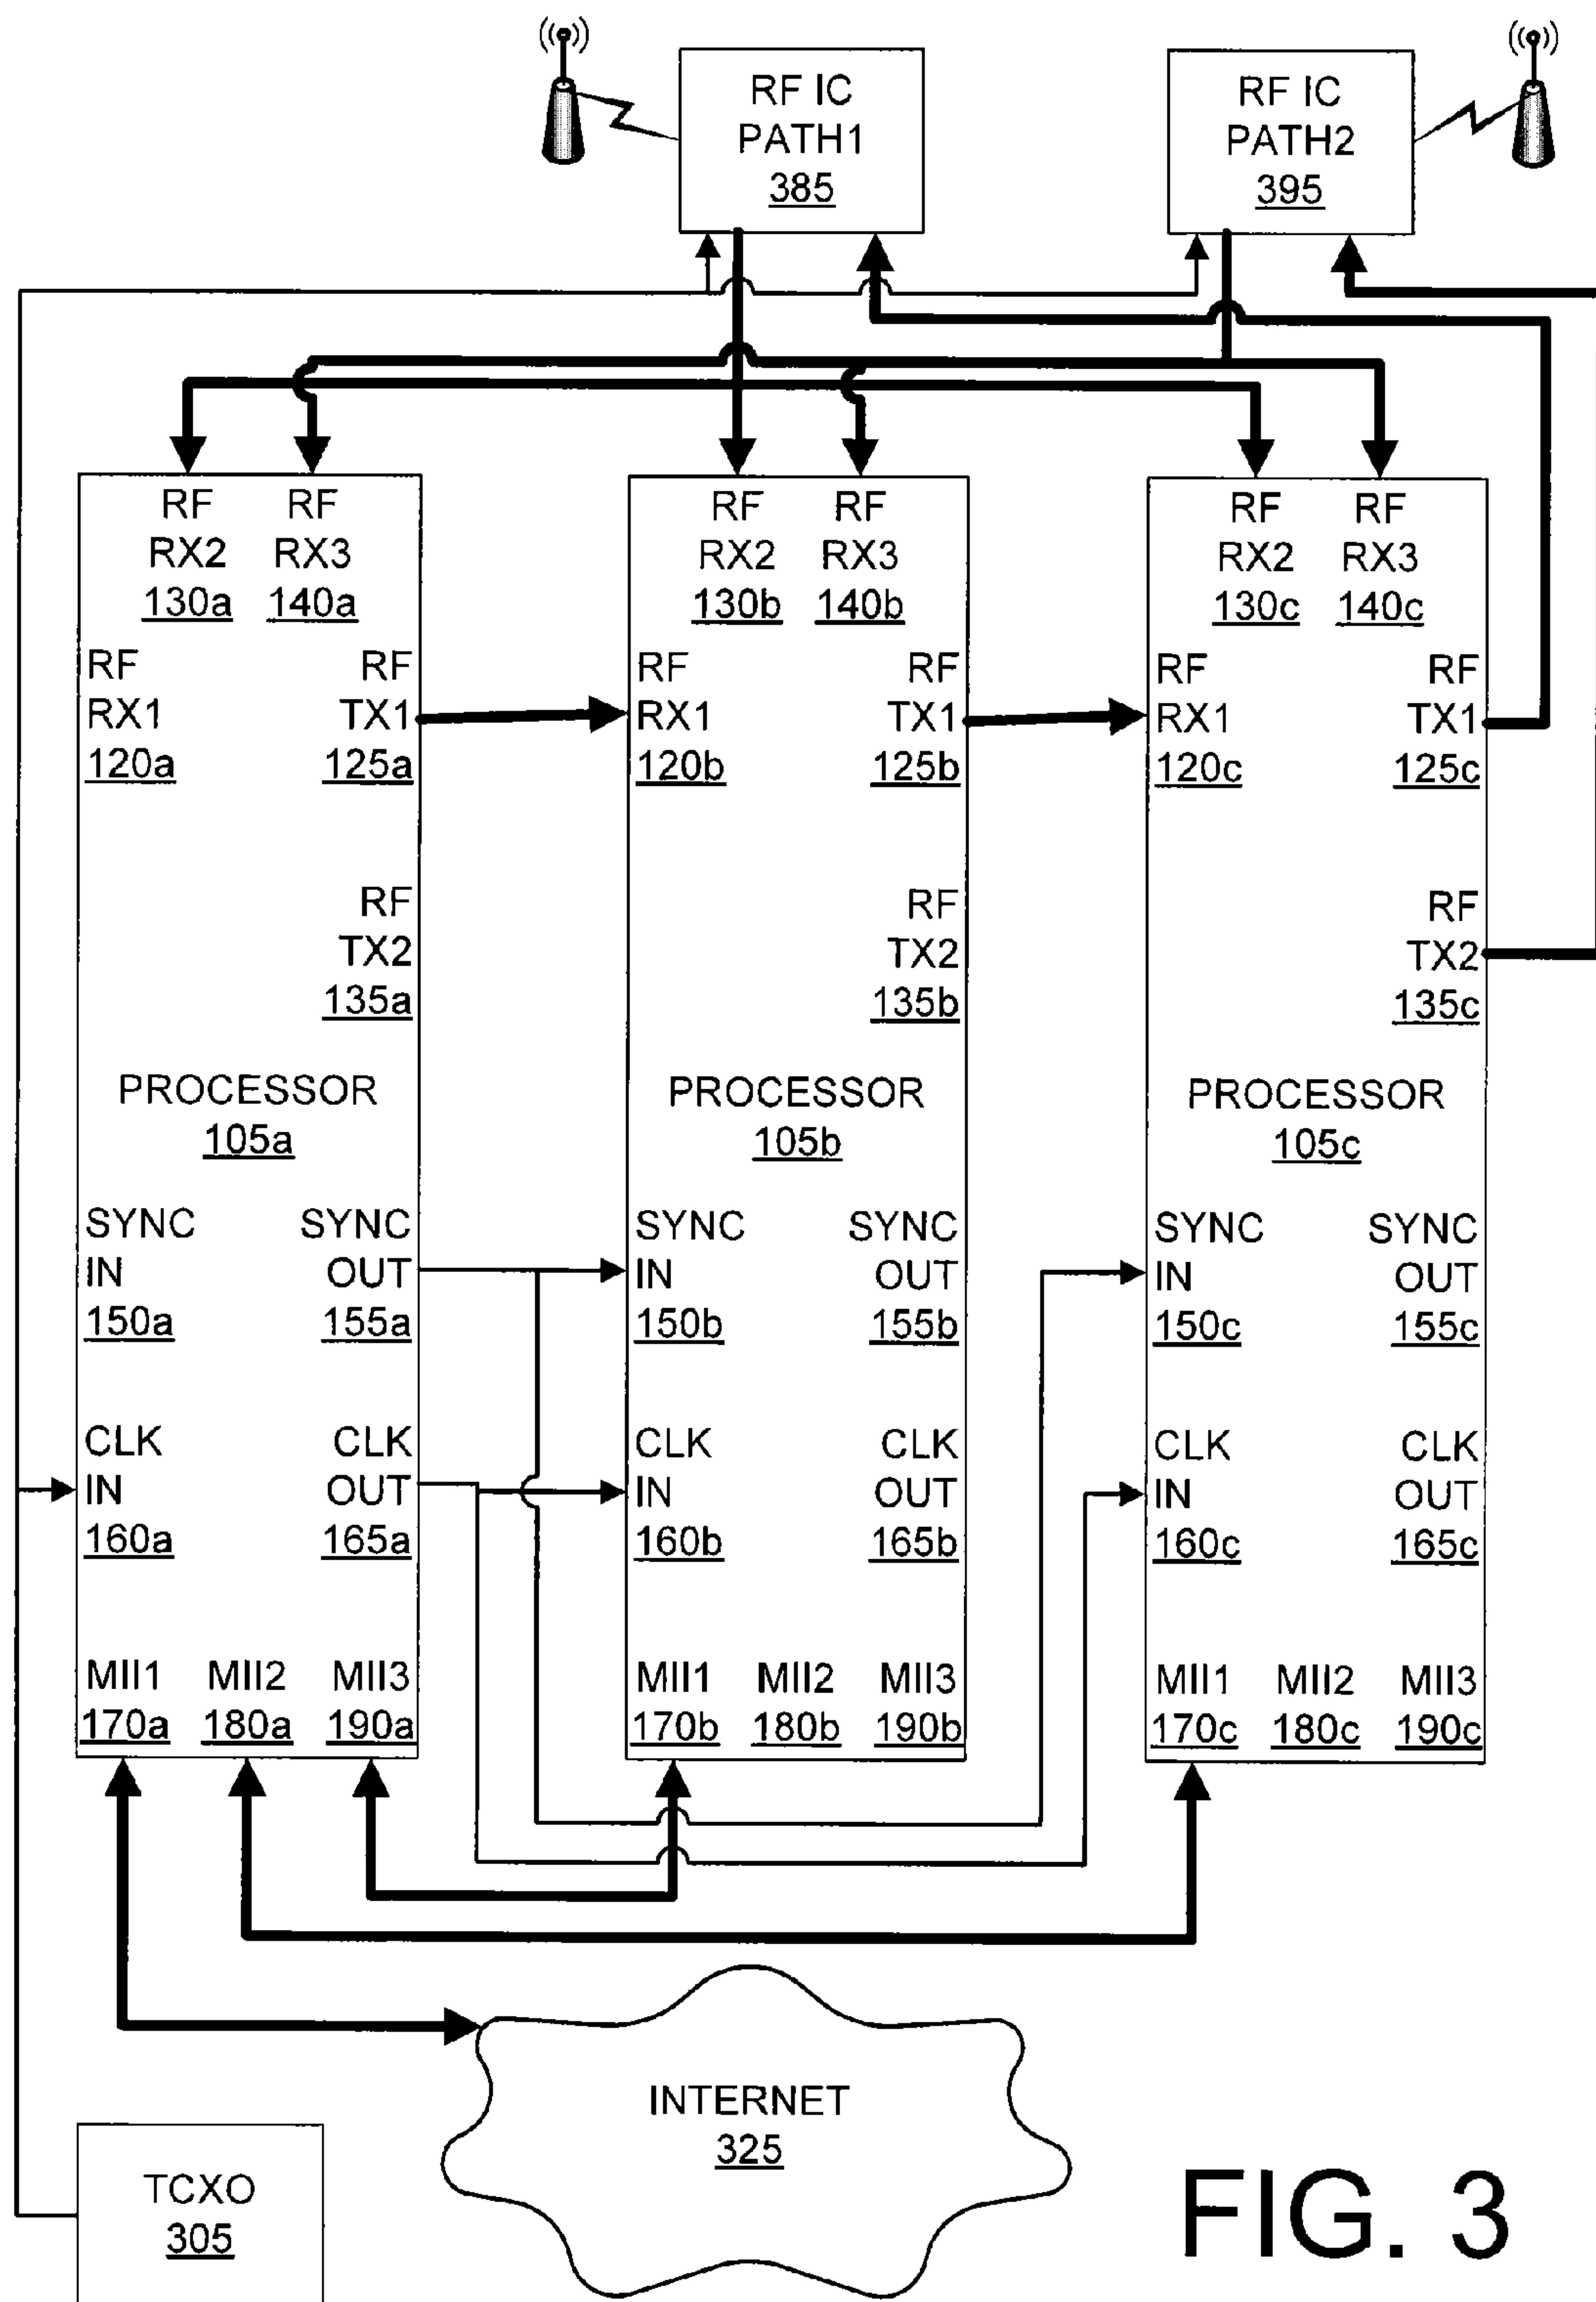 RF IC
PATH1
385
RF IC
PATH2
395
RF
RX2
130a
RF
RX3
140a
RF
RX1
120a
RF
TX1
125a
RF
TX2
135a
PROCESSOR
105a
SYNC
IN
150a
SYNC
OUT
155a
CLK
IN
160a
CLK
OUT
165a
MII1
170a
MII2
180a
MII3
190a
RF
RX2
130b
RF
RX3
140b
RF
RX1
120b
RF
TX1
125b
RF
TX2
135b
PROCESSOR
105b
SYNC
IN
150b
SYNC
OUT
155b
CLK
IN
160b
CLK
OUT
165b
MII1
170b
MII2
180b
MII3
190b
RF
RX2
130c
RF
RX3
140c
RF
RX1
120c
RF
TX1
125c
RF
TX2
135c
PROCESSOR
105c
SYNC
IN
150c
SYNC
OUT
155c
CLK
IN
160c
CLK
OUT
165c
MII1
170c
MII2
180c
MII3
190c
INTERNET
325
TCXO
305
FIG. 3